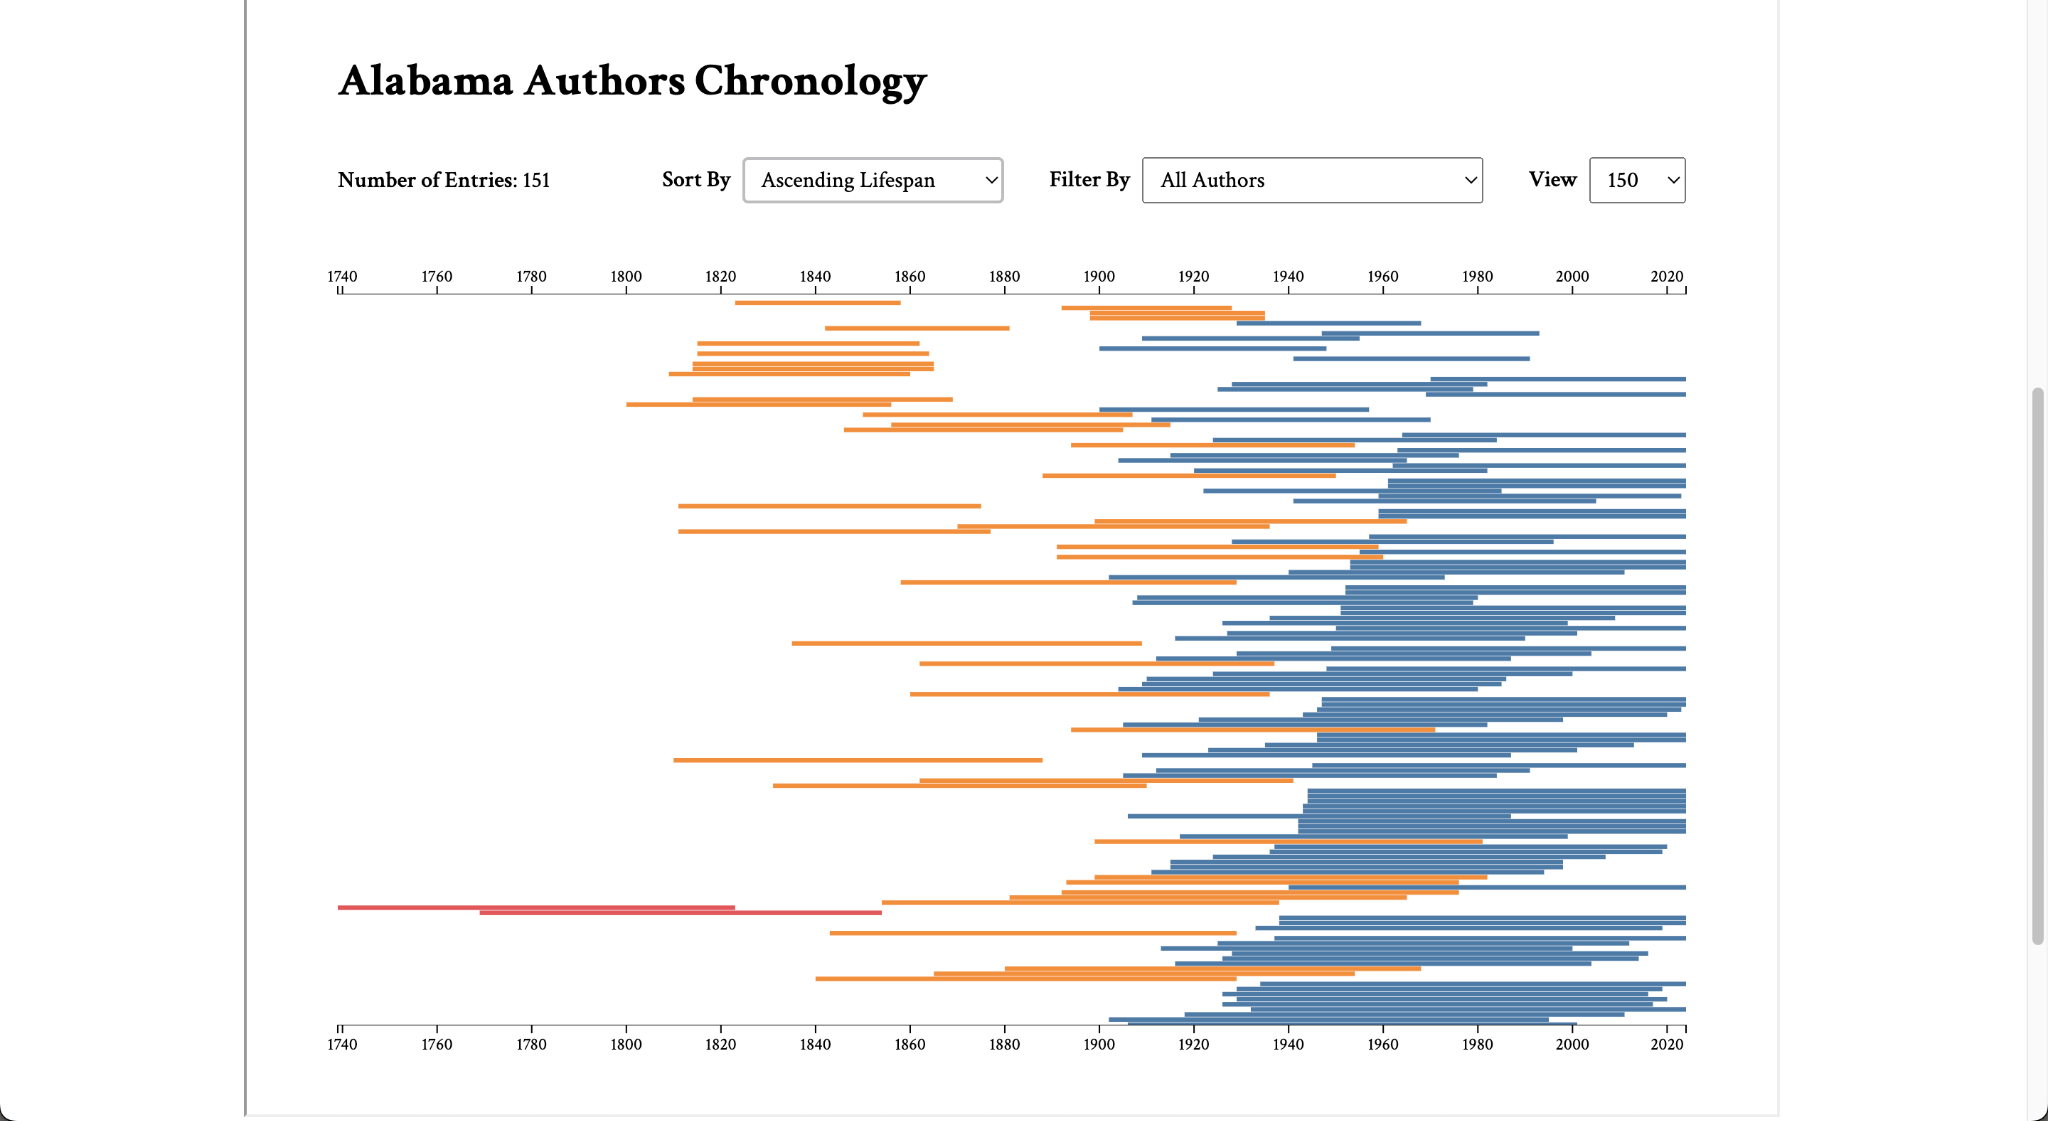 Alabama Authors Chronology
Number of Entries: 151 Sort By Ascending Lifespan Filter By All Authors View 150
1740 1760 1780 1800 1820 1840 1860 1880 1900 1920 1940 1960 1980 2000 2020
1740 1760 1780 1800 1820 1840 1860 1880 1900 1920 1940 1960 1980 2000 2020